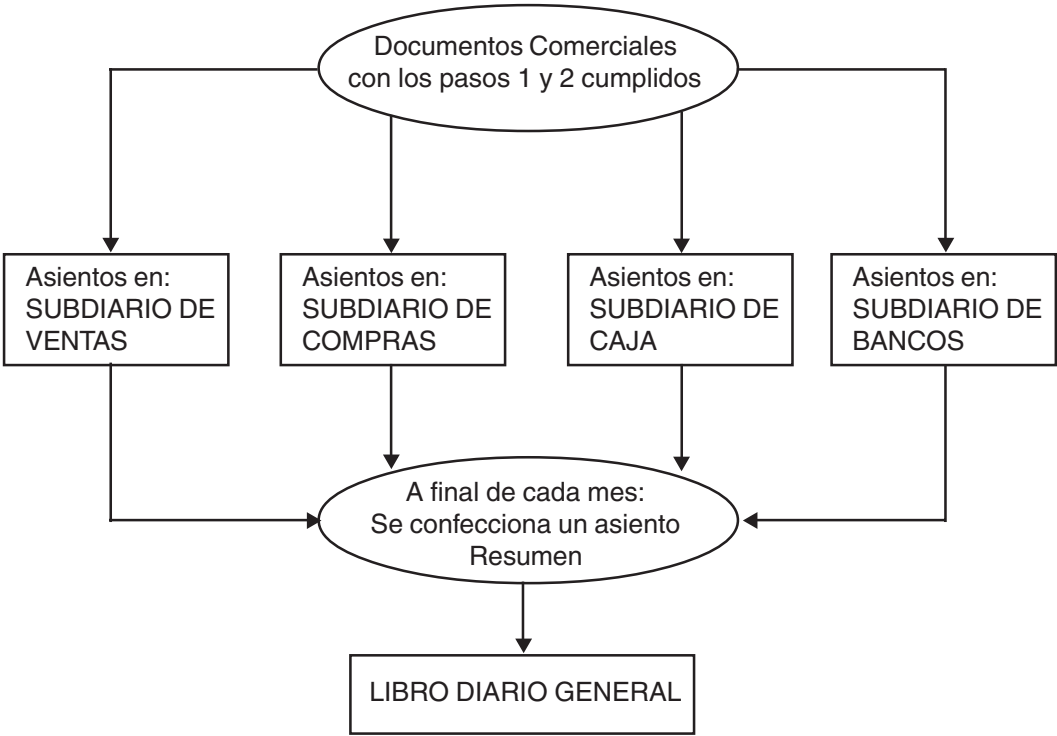 Documentos Comerciales
con los pasos 1 y 2 cumplidos
Asientos en:
SUBDIARIO DE
VENTAS
Asientos en:
SUBDIARIO DE
COMPRAS
Asientos en:
SUBDIARIO DE
CAJA
Asientos en:
SUBDIARIO DE
BANCOS
A final de cada mes:
Se confecciona un asiento
Resumen
LIBRO DIARIO GENERAL